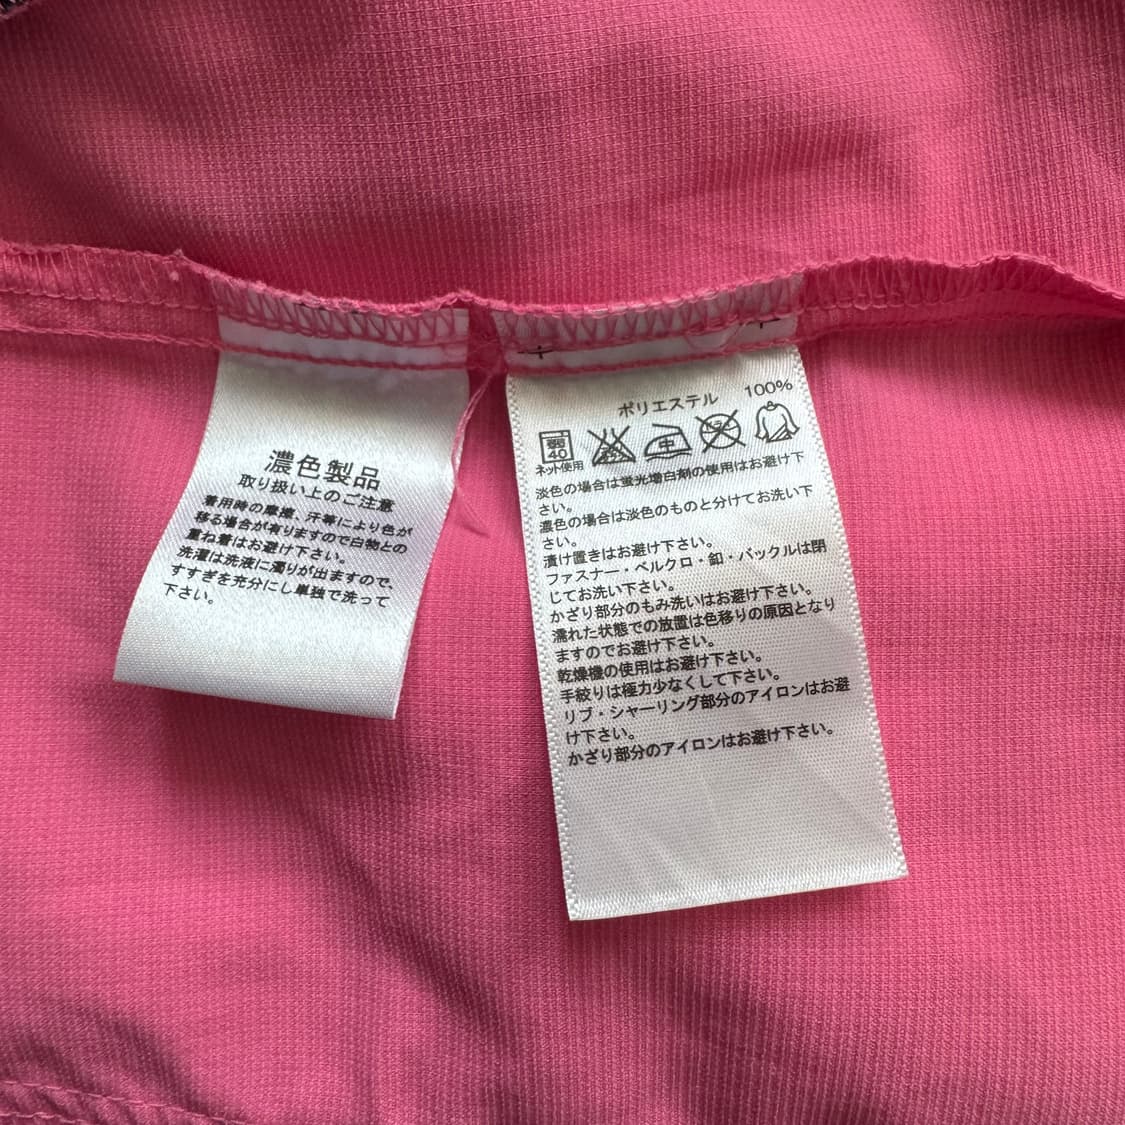 濃色製品
取り扱い上のご注意
着用時の摩擦、汗等により色が
移る場合が有りますので白物との
重ね着はお避け下さい。
洗濯は洗液に濁りが出ますので、
すすぎを充分にし単独で洗って
下さい。
ポリエステル 100%
弱
40
中
ネット使用
淡色の場合は蛍光増白剤の使用はお避け下
さい。
濃色の場合は淡色のものと分けてお洗い下
さい。
漬け置きはお避け下さい。
ファスナー・ベルクロ・釦・バックルは閉
じてお洗い下さい。
かざり部分のもみ洗いはお避け下さい。
濡れた状態での放置は色移りの原因となり
ますのでお避け下さい。
乾燥機の使用はお避け下さい。
手絞りは極力少なくして下さい。
リブ・シャーリング部分のアイロンはお避
け下さい。
かざり部分のアイロンはお避け下さい。